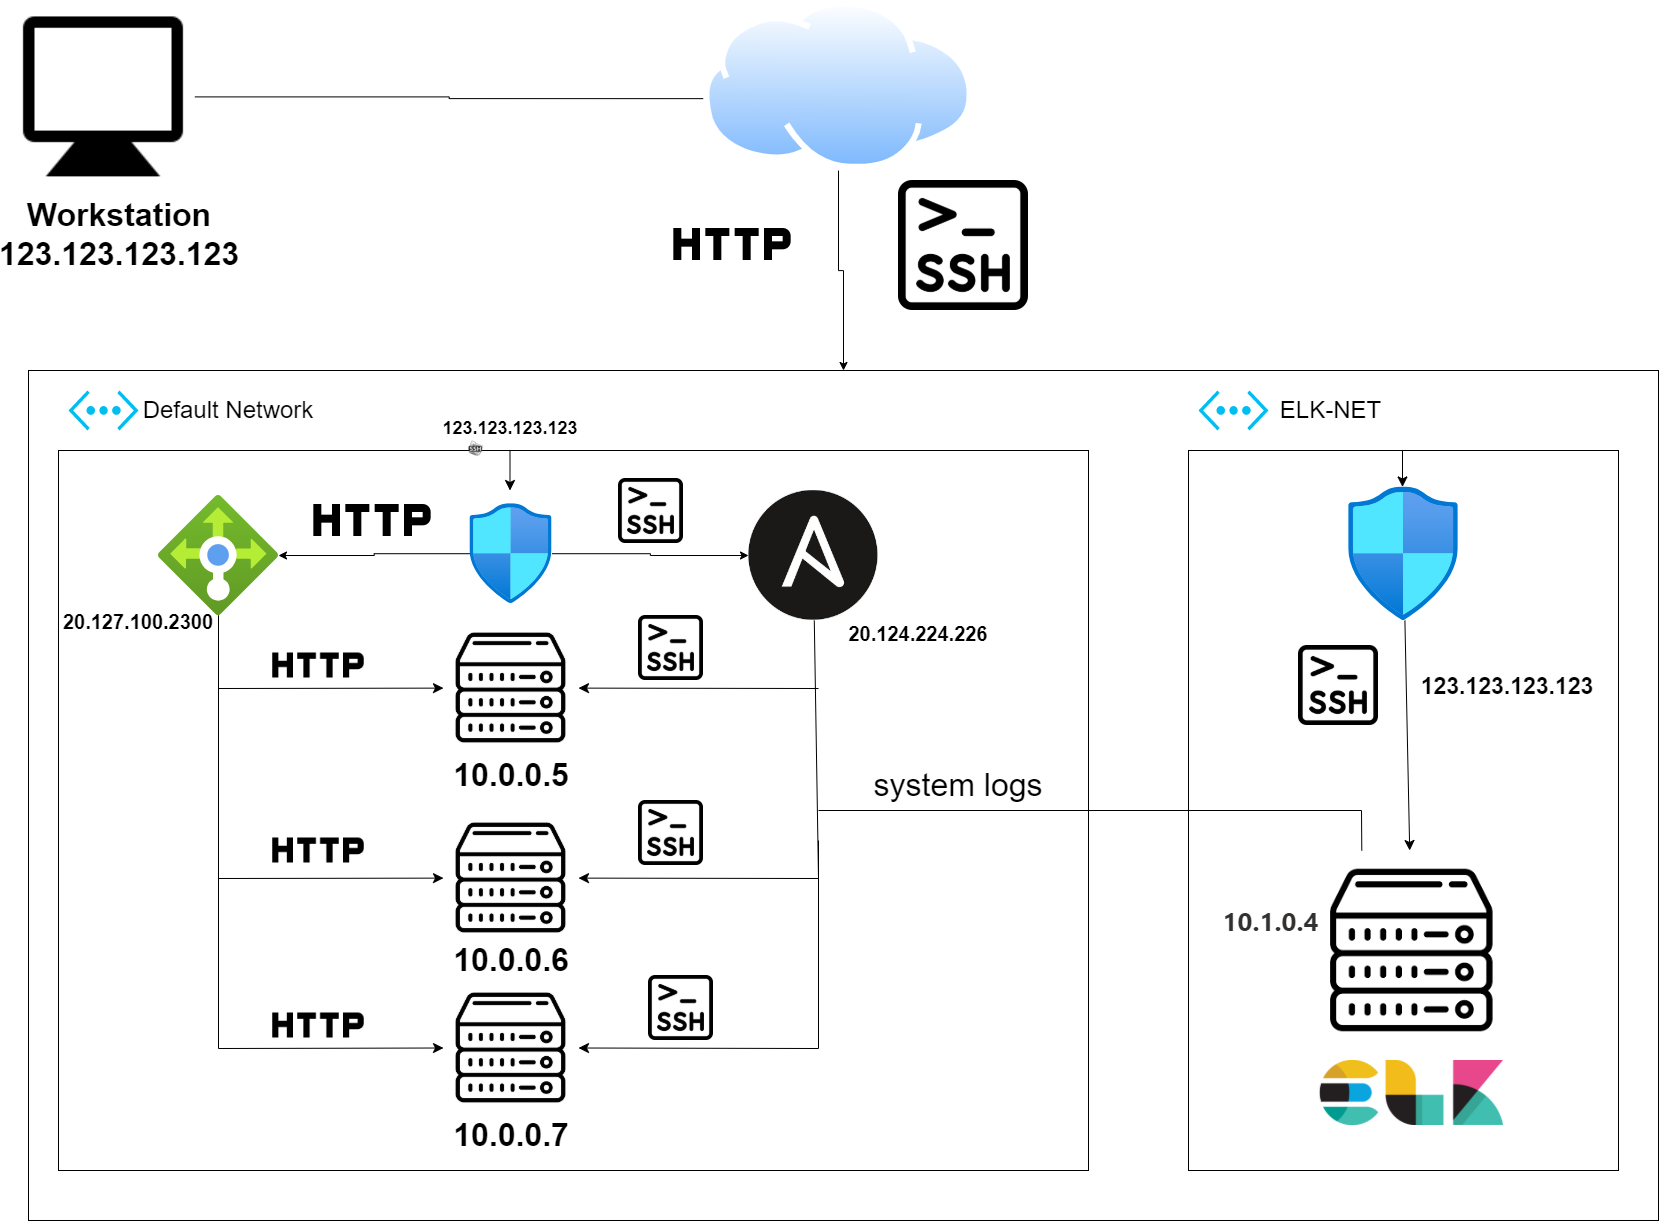 Workstation
123.123.123.123
HTTP
>_
SSH
Default Network
ELK-NET
123.123.123.123
HTTP
>_
SSH
20.127.100.2300
20.124.224.226
HTTP
>_
SSH
10.0.0.5
123.123.123.123
>_
SSH
system logs
HTTP
>_
SSH
10.0.0.6
10.1.0.4
HTTP
>_
SSH
10.0.0.7
ELK